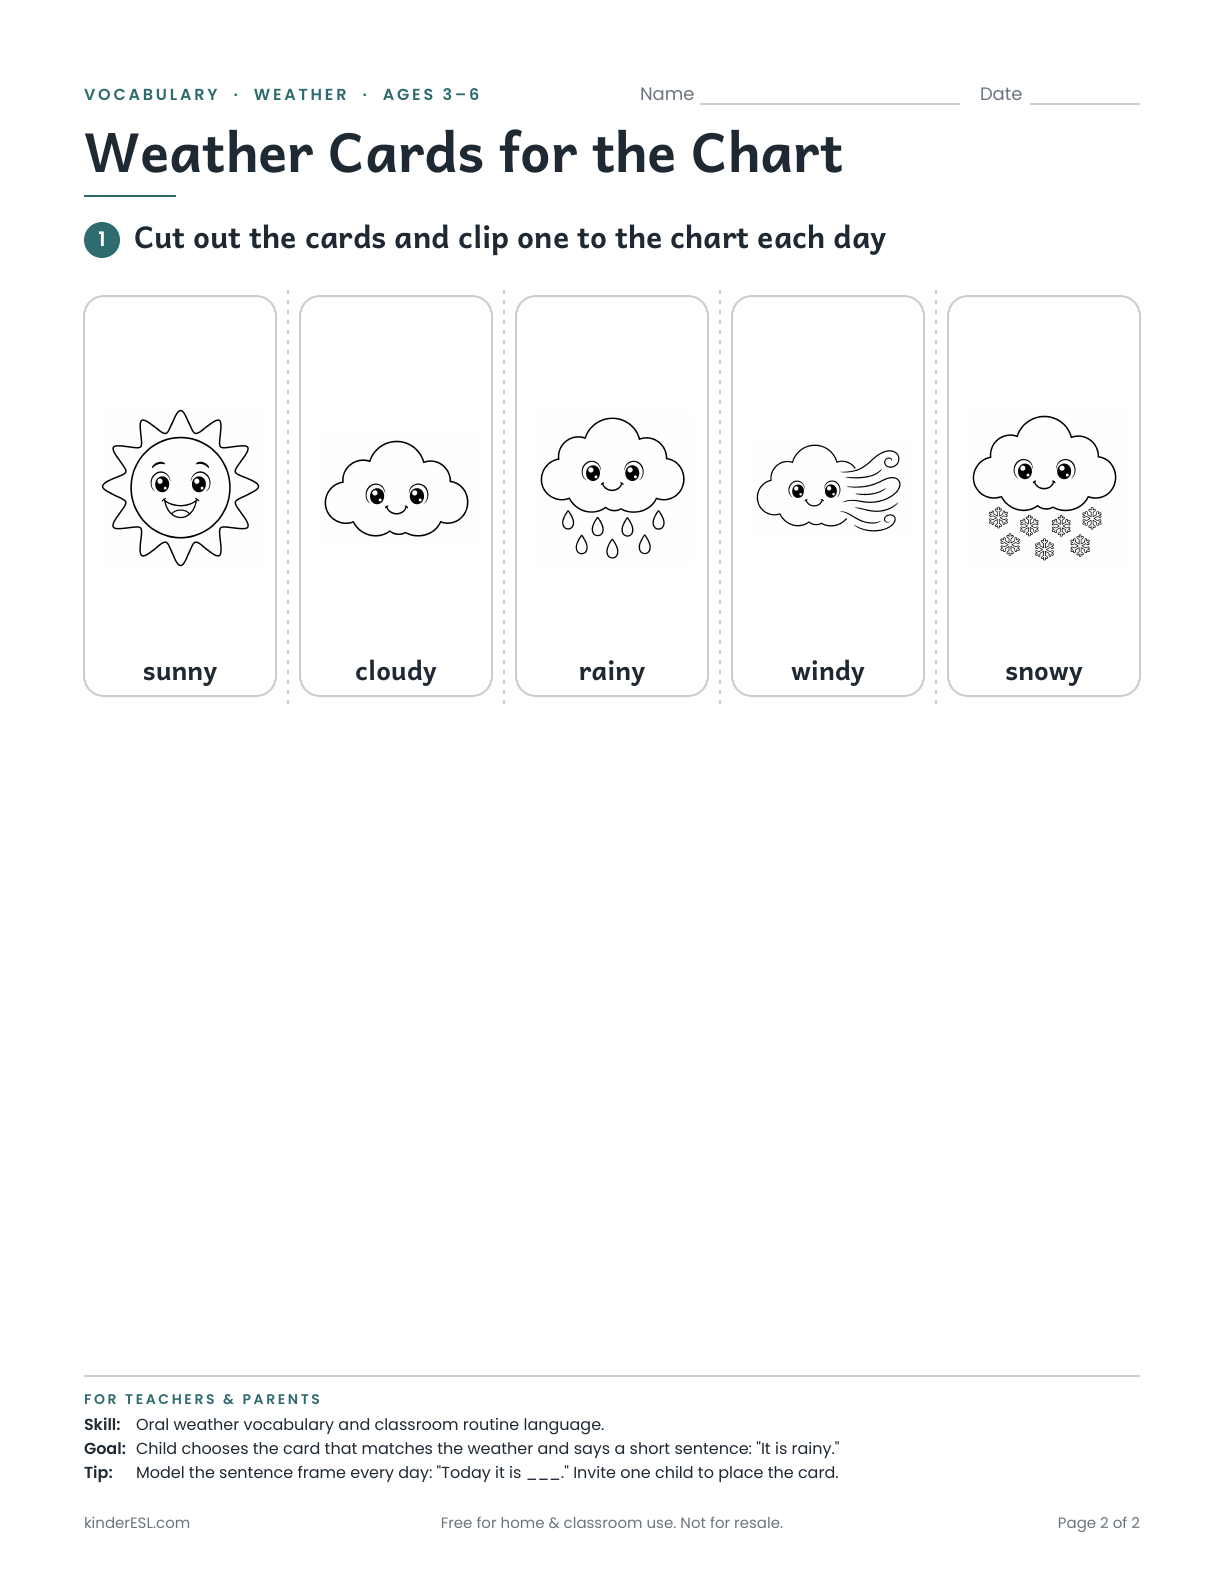 VOCABULARY · WEATHER · AGES 3–6
Name Date
Weather Cards for the Chart
1 Cut out the cards and clip one to the chart each day
sunny cloudy rainy windy snowy
FOR TEACHERS & PARENTS
Skill: Oral weather vocabulary and classroom routine language.
Goal: Child chooses the card that matches the weather and says a short sentence: "It is rainy."
Tip: Model the sentence frame every day: "Today it is ___." Invite one child to place the card.
kinderESL.com Free for home & classroom use. Not for resale. Page 2 of 2